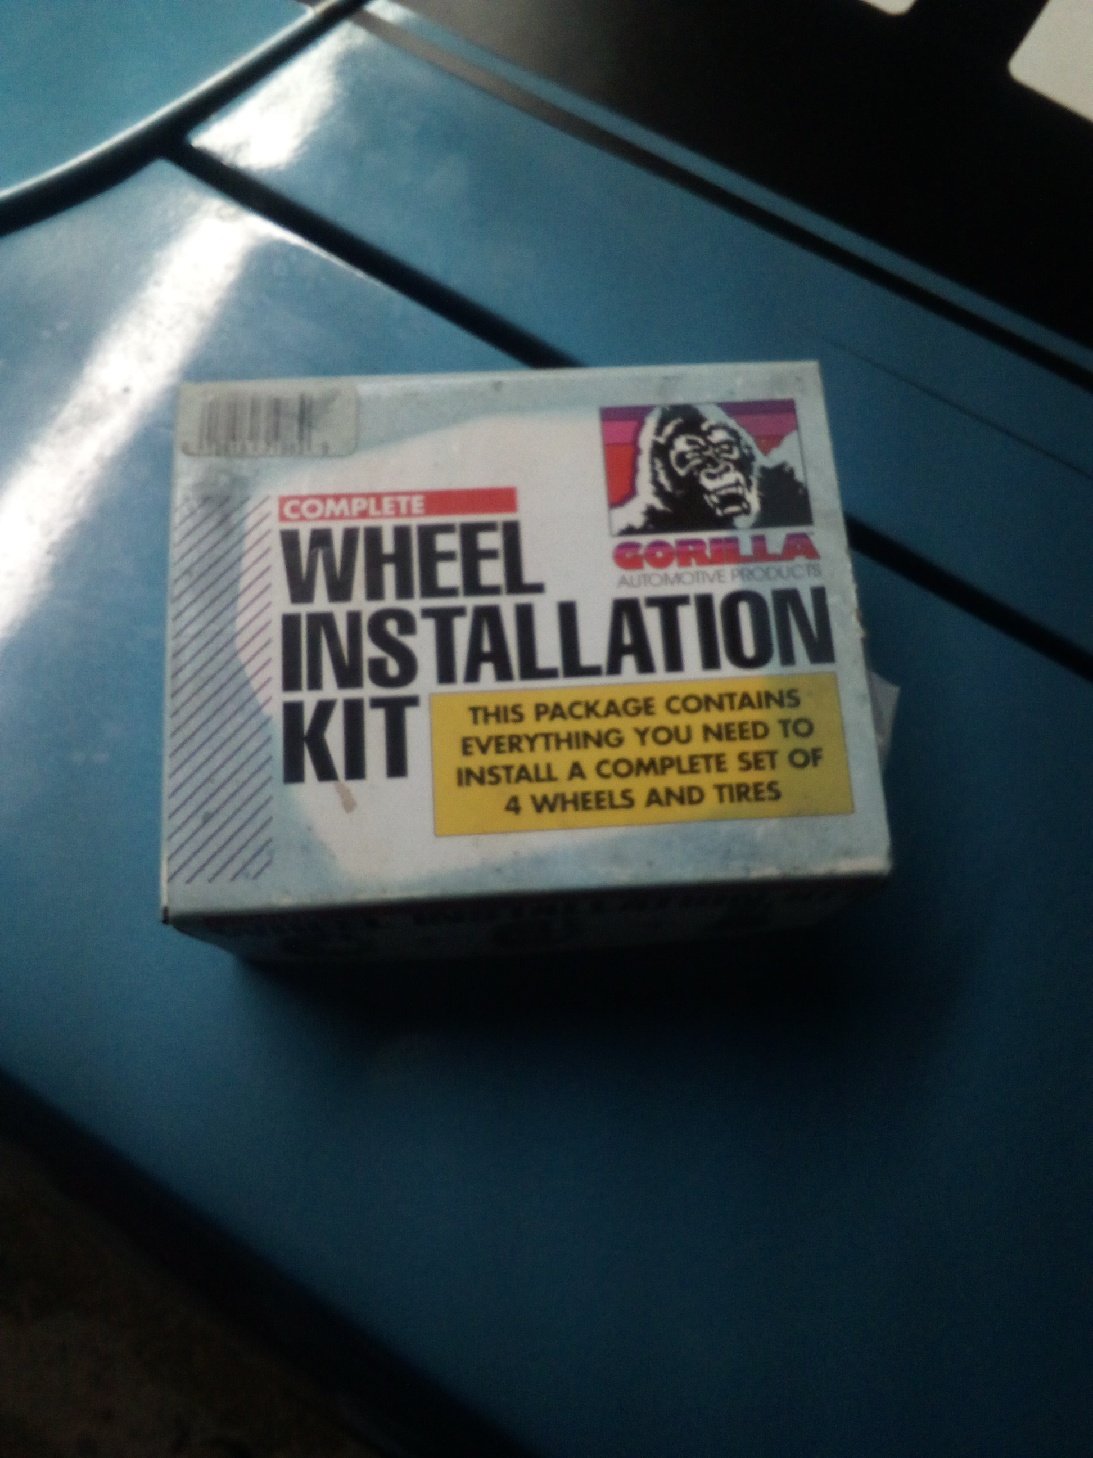 COMPLETE
WHEEL
INSTALLATION
KIT
GORILLA
AUTOMOTIVE PRODUCTS
THIS PACKAGE CONTAINS
EVERYTHING YOU NEED TO
INSTALL A COMPLETE SET OF
4 WHEELS AND TIRES